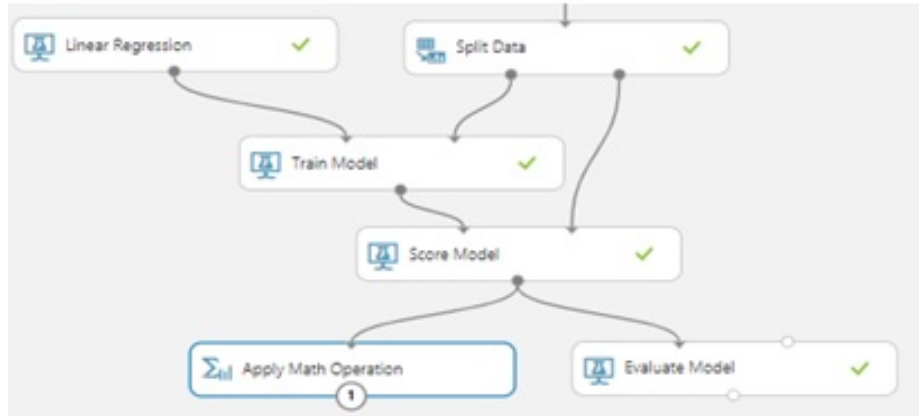 Linear Regression
Split Data
Train Model
Score Model
Apply Math Operation
1
Evaluate Model